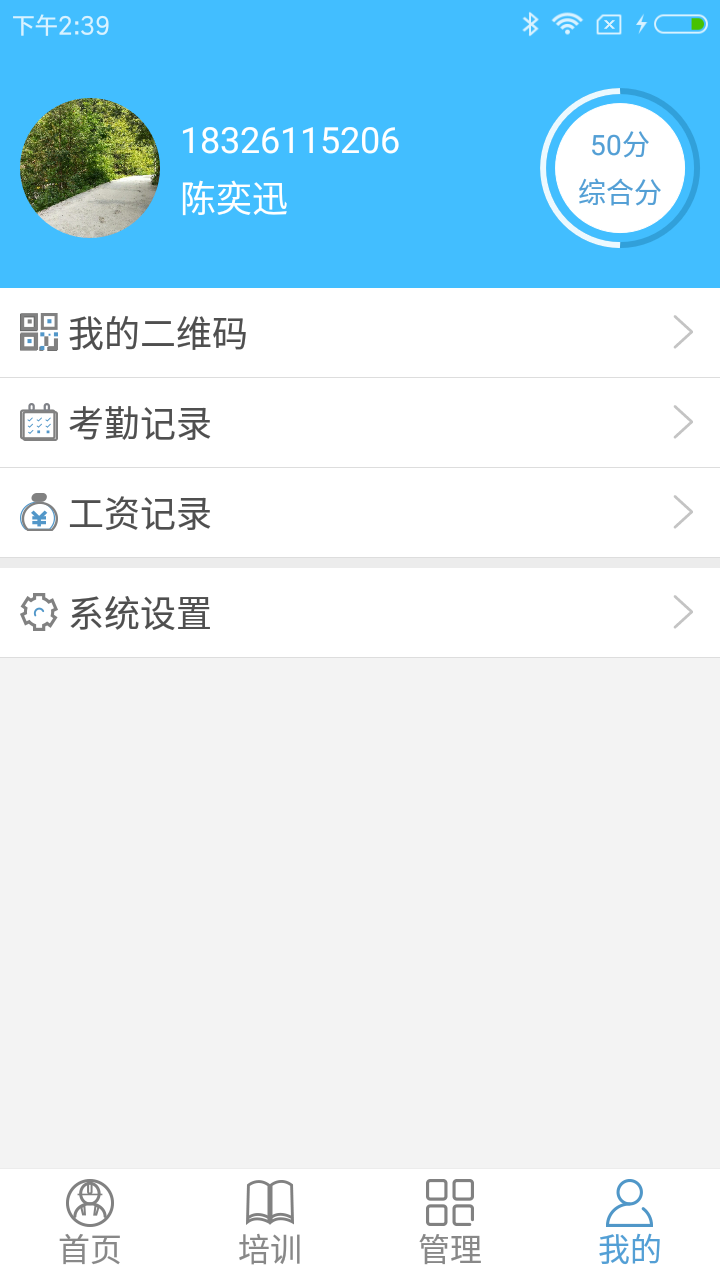 下午2:39
18326115206
陈奕迅
50分
综合分
我的二维码
考勤记录
工资记录
系统设置
首页
培训
管理
我的